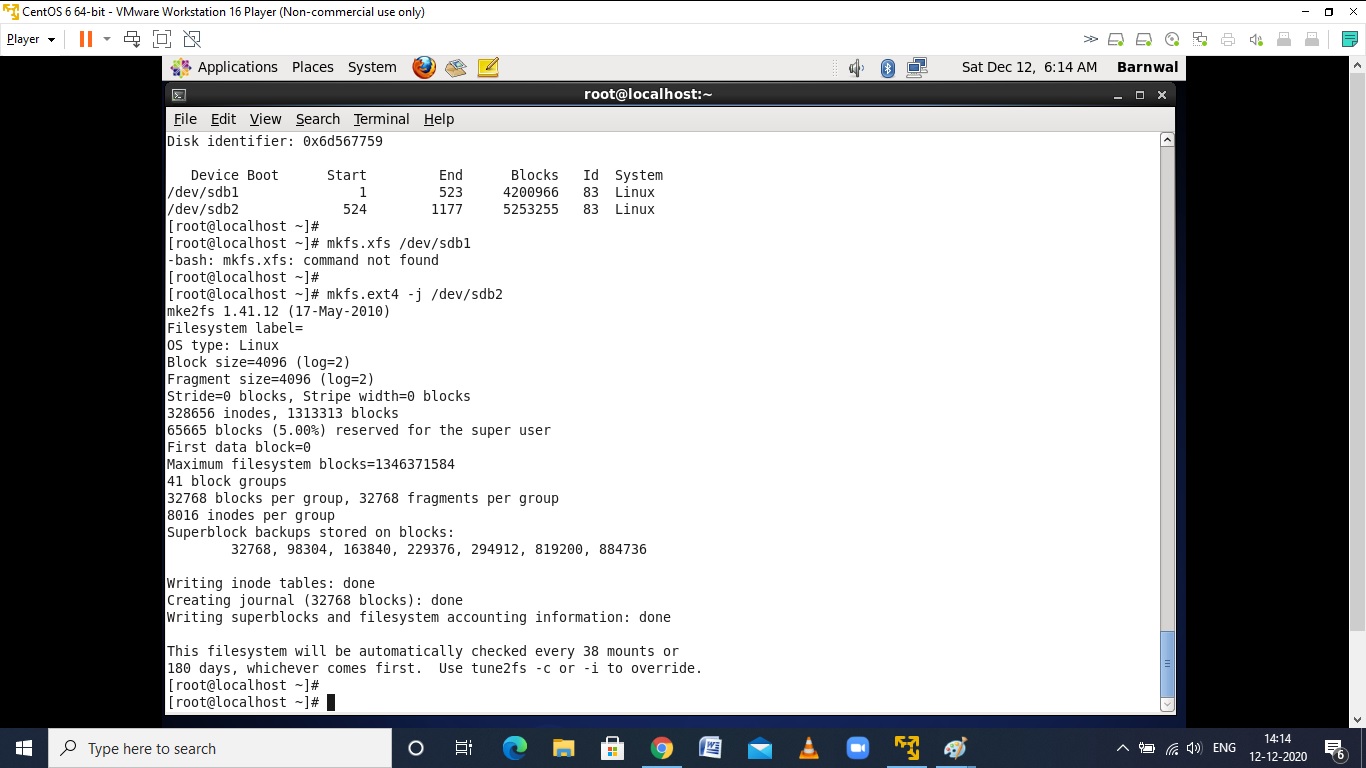 CentOS 6 64-bit - VMware Workstation 16 Player (Non-commercial use only)
Player
Applications Places System Sat Dec 12, 6:14 AM Barnwal
root@localhost:~
File Edit View Search Terminal Help
Disk identifier: 0x6d567759
Device Boot Start End Blocks Id System
/dev/sdb1 1 523 4200966 83 Linux
/dev/sdb2 524 1177 5253255 83 Linux
[root@localhost ~]#
[root@localhost ~]# mkfs.xfs /dev/sdb1
-bash: mkfs.xfs: command not found
[root@localhost ~]#
[root@localhost ~]# mkfs.ext4 -j /dev/sdb2
mke2fs 1.41.12 (17-May-2010)
Filesystem label=
OS type: Linux
Block size=4096 (log=2)
Fragment size=4096 (log=2)
Stride=0 blocks, Stripe width=0 blocks
328656 inodes, 1313313 blocks
65665 blocks (5.00%) reserved for the super user
First data block=0
Maximum filesystem blocks=1346371584
41 block groups
32768 blocks per group, 32768 fragments per group
8016 inodes per group
Superblock backups stored on blocks:
32768, 98304, 163840, 229376, 294912, 819200, 884736
Writing inode tables: done
Creating journal (32768 blocks): done
Writing superblocks and filesystem accounting information: done
This filesystem will be automatically checked every 38 mounts or
180 days, whichever comes first.  Use tune2fs -c or -i to override.
[root@localhost ~]#
[root@localhost ~]#
Type here to search
ENG
14:14
12-12-2020
6